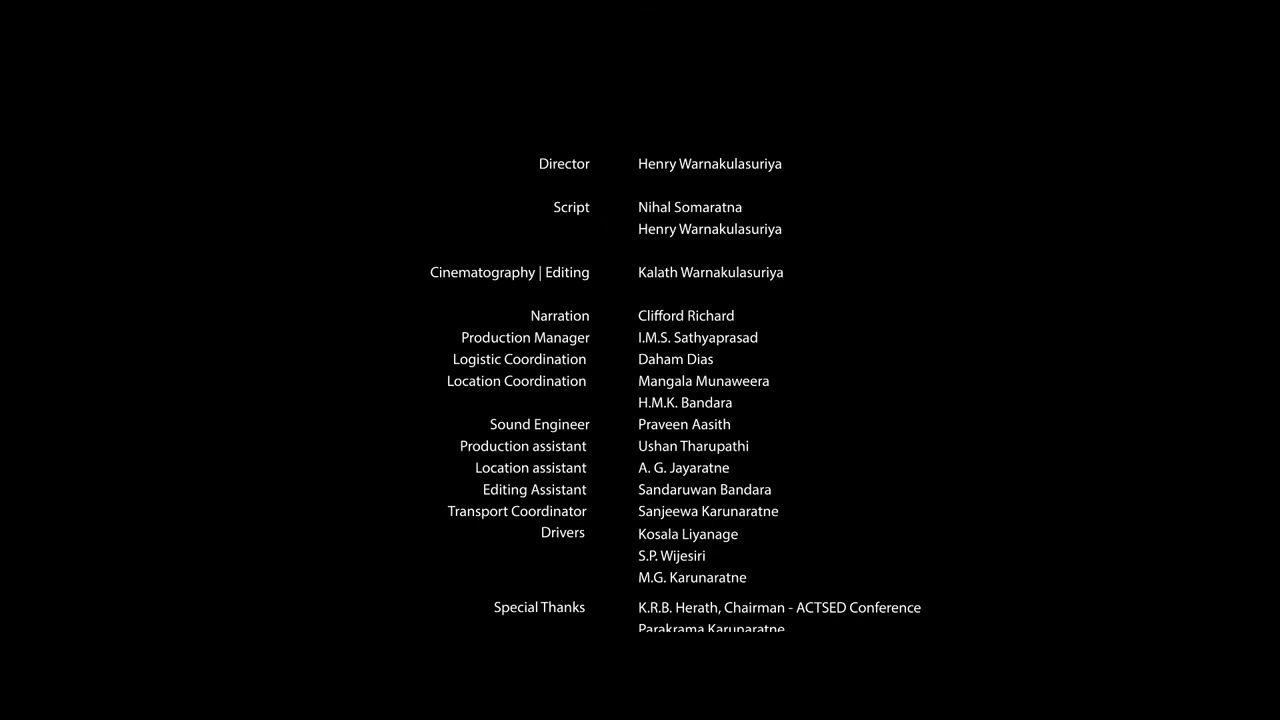 Director Henry Warnakulasuriya
Script Nihal Somaratna
Henry Warnakulasuriya
Cinematography | Editing Kalath Warnakulasuriya
Narration Clifford Richard
Production Manager I.M.S. Sathyaprasad
Logistic Coordination Daham Dias
Location Coordination Mangala Munaweera
H.M.K. Bandara
Sound Engineer Praveen Aasith
Production assistant Ushan Tharupathi
Location assistant A. G. Jayaratne
Editing Assistant Sandaruwan Bandara
Transport Coordinator Sanjeewa Karunaratne
Drivers Kosala Liyanage
S.P. Wijesiri
M.G. Karunaratne
Special Thanks K.R.B. Herath, Chairman - ACTSED Conference
Parakrama Karunaratne